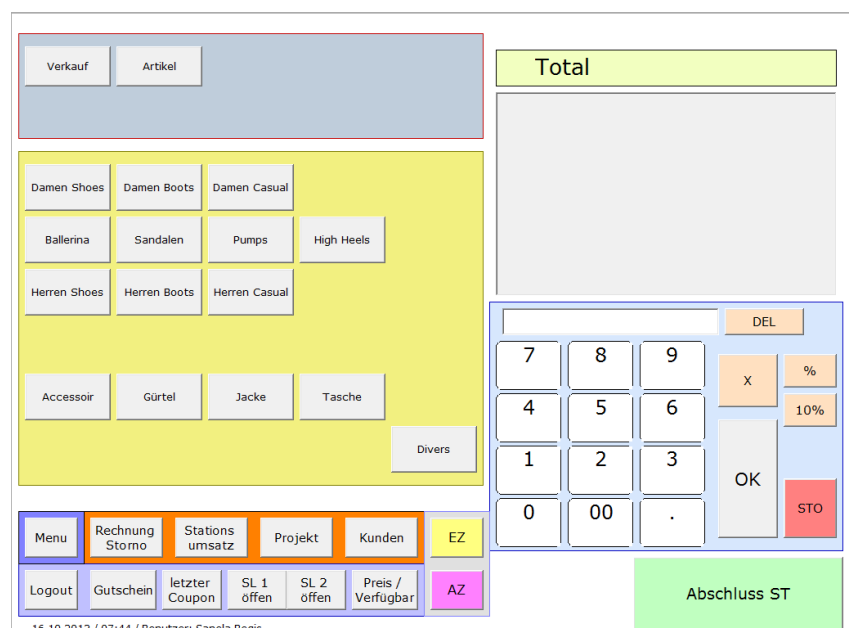 Verkauf Artikel
Total
Damen Shoes Damen Boots Damen Casual
Ballerina Sandalen Pumps High Heels
Herren Shoes Herren Boots Herren Casual
Accessoir Gürtel Jacke Tasche
Divers
DEL
7 8 9
X
%
4 5 6
10%
1 2 3
OK
0 00 .
STO
Menu
Rechnung
Storno
Stations
umsatz
Projekt
Kunden
EZ
Logout
Gutschein
letzter
Coupon
SL 1
öffen
SL 2
öffen
Preis /
Verfügbar
AZ
Abschluss ST